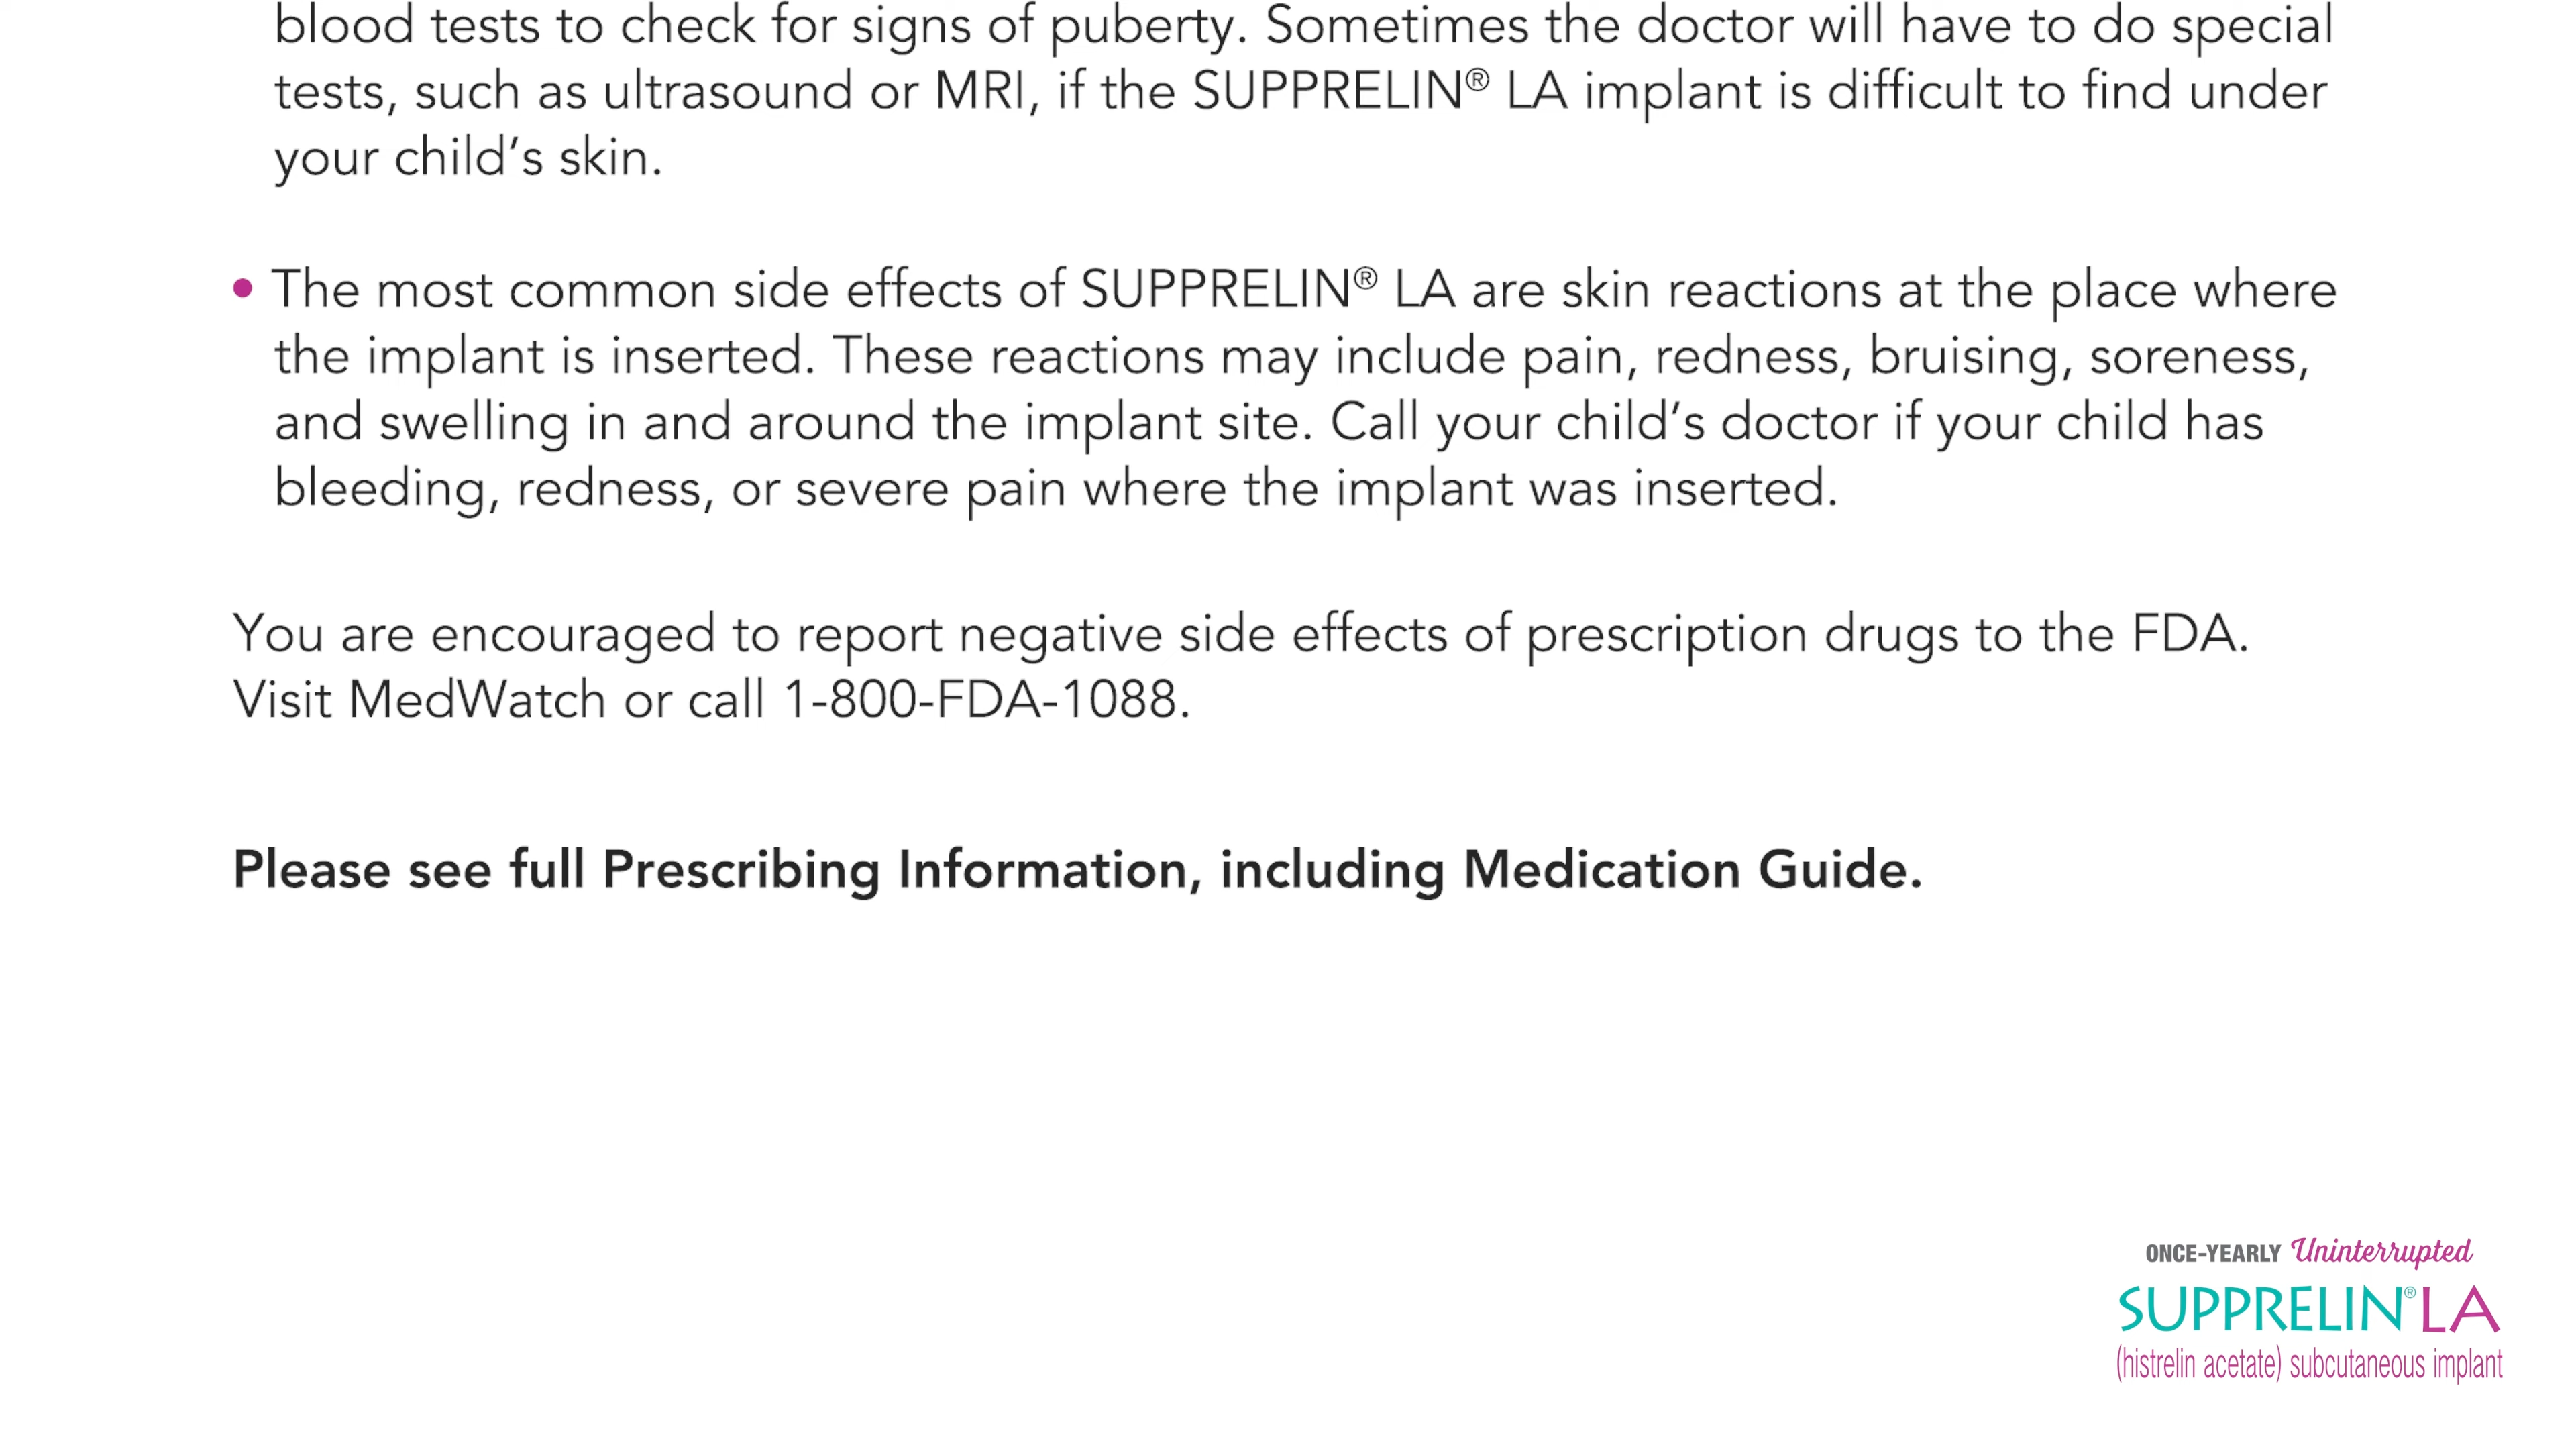 blood tests to check for signs of puberty. Sometimes the doctor will have to do special
tests, such as ultrasound or MRI, if the SUPPRELIN® LA implant is difficult to find under
your child’s skin.
• The most common side effects of SUPPRELIN® LA are skin reactions at the place where
the implant is inserted. These reactions may include pain, redness, bruising, soreness,
and swelling in and around the implant site. Call your child’s doctor if your child has
bleeding, redness, or severe pain where the implant was inserted.
You are encouraged to report negative side effects of prescription drugs to the FDA.
Visit MedWatch or call 1-800-FDA-1088.
Please see full Prescribing Information, including Medication Guide.
ONCE-YEARLY Uninterrupted
SUPPRELIN® LA
(histrelin acetate) subcutaneous implant